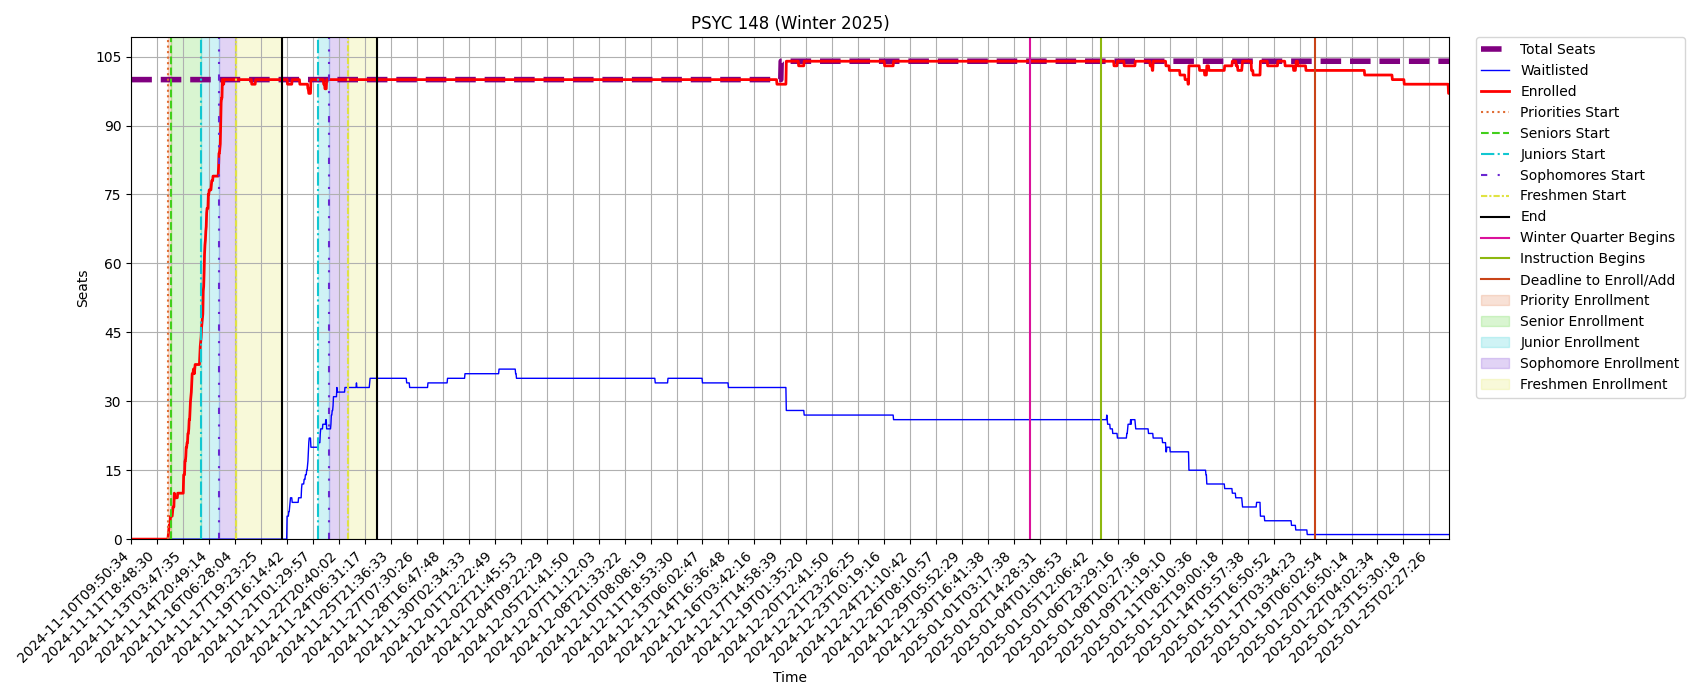 PSYC 148 (Winter 2025)
Seats
105
90
75
60
45
30
15
0
2024-11-10T09:50:34
2024-11-11T18:48:30
2024-11-13T03:47:35
2024-11-14T20:49:14
2024-11-16T06:28:04
2024-11-17T19:23:25
2024-11-19T16:14:42
2024-11-21T01:29:57
2024-11-22T20:40:02
2024-11-24T06:31:17
2024-11-25T21:36:33
2024-11-27T07:30:26
2024-11-28T16:47:48
2024-11-30T02:34:33
2024-12-01T12:22:49
2024-12-02T21:45:53
2024-12-04T09:22:29
2024-12-05T21:41:50
2024-12-07T11:12:03
2024-12-08T21:33:22
2024-12-10T08:08:19
2024-12-11T18:53:30
2024-12-13T06:02:47
2024-12-14T16:36:48
2024-12-16T03:42:16
2024-12-17T14:58:39
2024-12-19T01:35:20
2024-12-20T12:41:50
2024-12-21T23:26:25
2024-12-23T10:19:16
2024-12-24T21:10:42
2024-12-26T08:10:57
2024-12-29T05:52:29
2024-12-30T16:41:38
2025-01-01T03:17:38
2025-01-02T14:28:31
2025-01-04T01:08:53
2025-01-05T12:06:42
2025-01-06T23:29:16
2025-01-08T10:27:36
2025-01-09T21:19:10
2025-01-11T08:10:36
2025-01-12T19:00:18
2025-01-14T05:57:38
2025-01-15T16:50:52
2025-01-17T03:34:23
2025-01-19T06:02:54
2025-01-20T16:50:14
2025-01-22T04:02:34
2025-01-23T15:30:18
2025-01-25T02:27:26
Time
Total Seats
Waitlisted
Enrolled
Priorities Start
Seniors Start
Juniors Start
Sophomores Start
Freshmen Start
End
Winter Quarter Begins
Instruction Begins
Deadline to Enroll/Add
Priority Enrollment
Senior Enrollment
Junior Enrollment
Sophomore Enrollment
Freshmen Enrollment